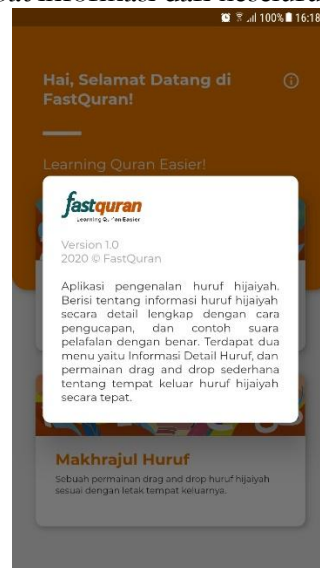 100% 16:18
Hai, Selamat Datang di
FastQuran!
Learning Quran Easier!
fastquran
Learning Quran Easier
Version 1.0
2020 © FastQuran
Aplikasi pengenalan huruf hijaiyah.
Berisi tentang informasi huruf hijaiyah
secara detail lengkap dengan cara
pengucapan, dan contoh suara
pelafalan dengan benar. Terdapat dua
menu yaitu Informasi Detail Huruf, dan
permainan drag and drop sederhana
tentang tempat keluar huruf hijaiyah
secara tepat.
Makhrajul Huruf
Sebuah permainan drag and drop huruf hijaiyah
sesuai dengan letak tempat keluarnya.